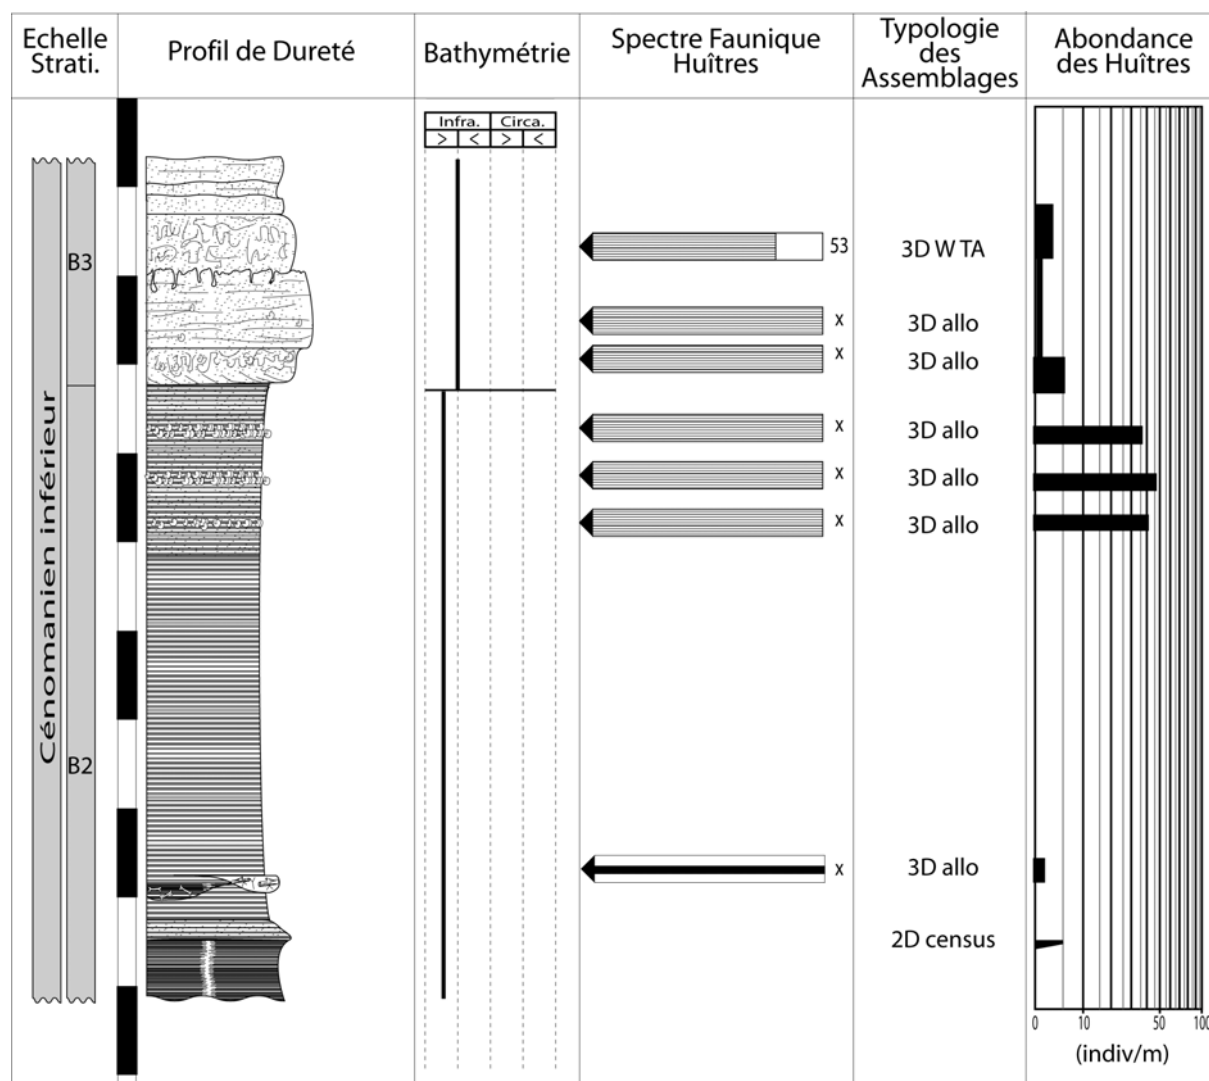 Echelle
Strati.
Profil de Dureté
Bathymétrie
Spectre Faunique
Huîtres
Typologie
des
Assemblages
Abondance
des Huîtres
Infra. Circa.
> < > <
Cénomanien inférieur
B3
B2
53
3D W TA
x
3D allo
x
3D allo
x
3D allo
x
3D allo
x
3D allo
x
3D allo
2D census
0 10 50 100
(indiv/m)